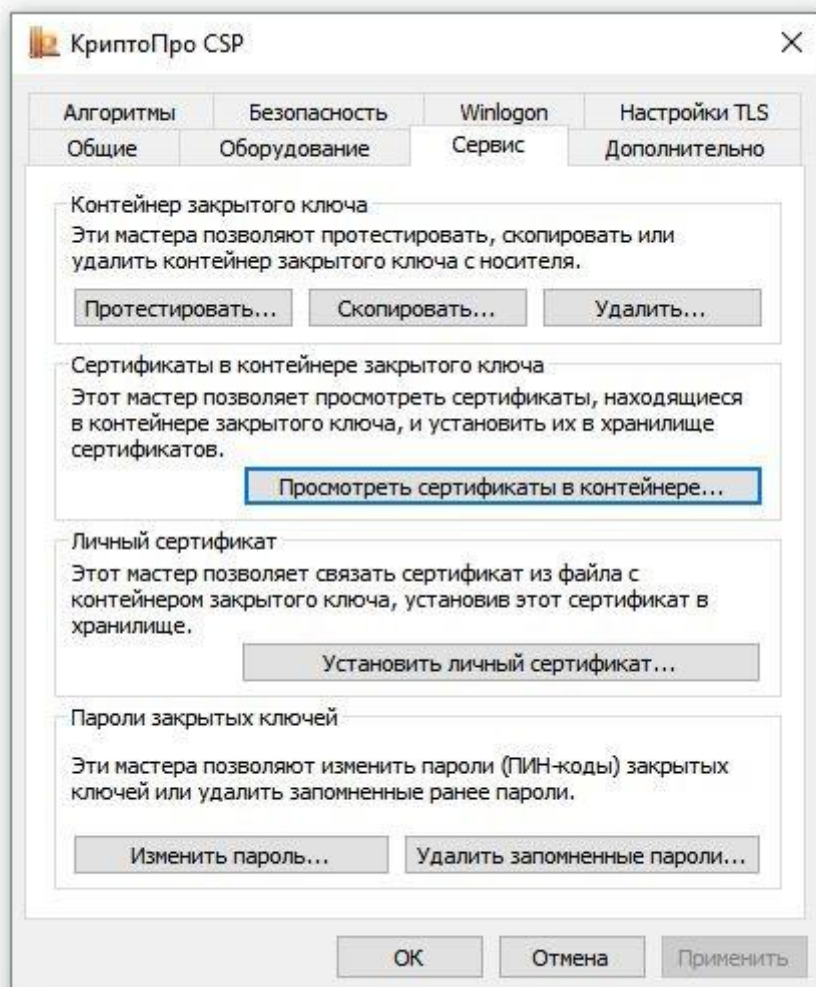 КриптоПро CSP
Алгоритмы Безопасность Winlogon Настройки TLS
Общие Оборудование Сервис Дополнительно
Контейнер закрытого ключа
Эти мастера позволяют протестировать, скопировать или
удалить контейнер закрытого ключа с носителя.
Протестировать... Скопировать... Удалить...
Сертификаты в контейнере закрытого ключа
Этот мастер позволяет просмотреть сертификаты, находящиеся
в контейнере закрытого ключа, и установить их в хранилище
сертификатов.
Просмотреть сертификаты в контейнере...
Личный сертификат
Этот мастер позволяет связать сертификат из файла с
контейнером закрытого ключа, установив этот сертификат в
хранилище.
Установить личный сертификат...
Пароли закрытых ключей
Эти мастера позволяют изменить пароли (ПИН-коды) закрытых
ключей или удалить запомненные ранее пароли.
Изменить пароль... Удалить запомненные пароли...
ОК Отмена Применить